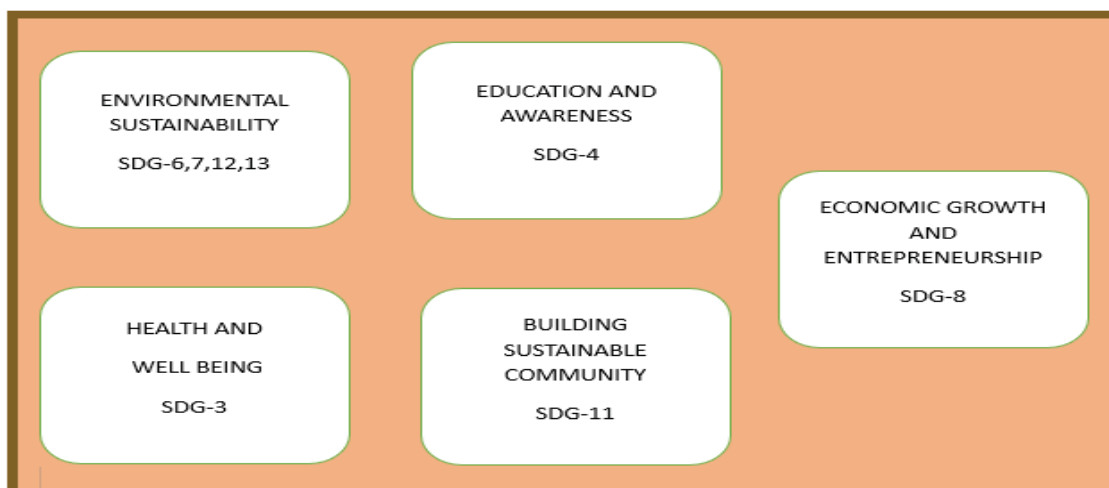 ENVIRONMENTAL
SUSTAINABILITY
SDG-6,7,12,13
EDUCATION AND
AWARENESS
SDG-4
ECONOMIC GROWTH
AND
ENTREPRENEURSHIP
SDG-8
HEALTH AND
WELL BEING
SDG-3
BUILDING
SUSTAINABLE
COMMUNITY
SDG-11